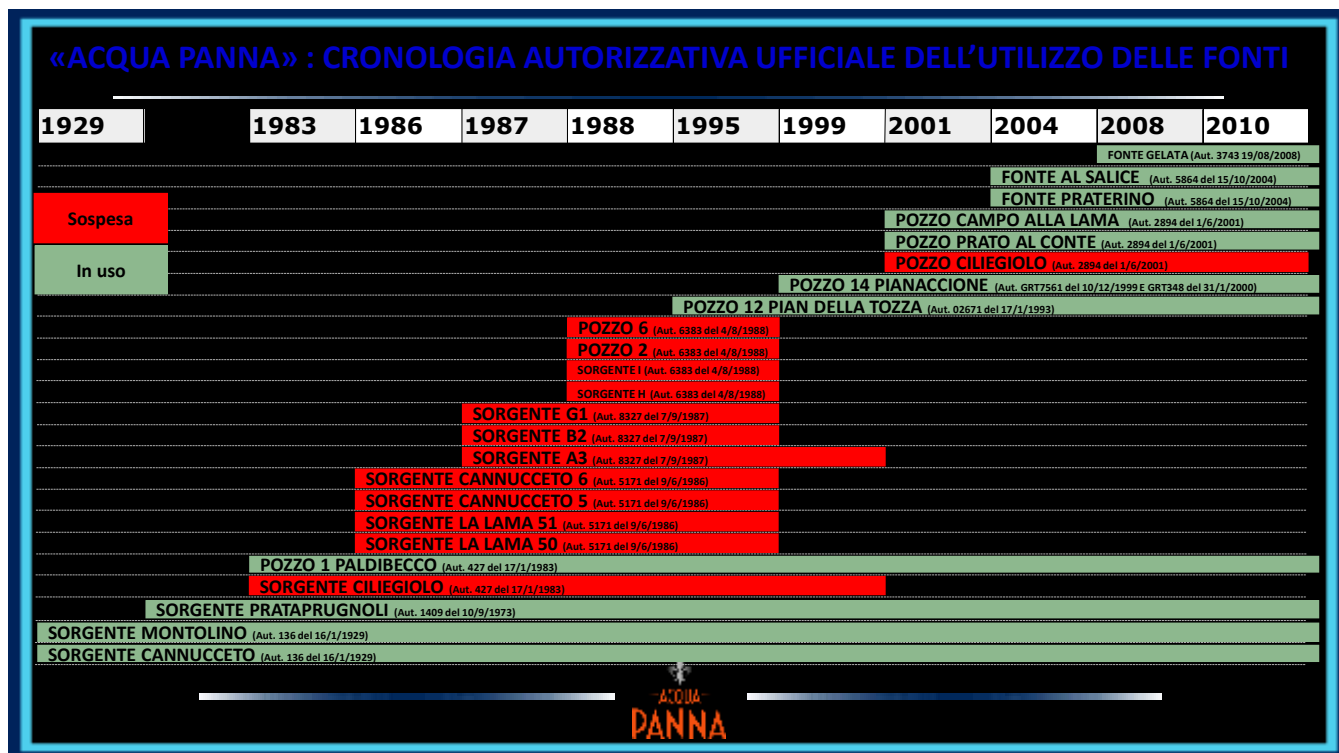 «ACQUA PANNA» : CRONOLOGIA AUTORIZZATIVA UFFICIALE DELL'UTILIZZO DELLE FONTI
1929 1983 1986 1987 1988 1995 1999 2001 2004 2008 2010
FONTE GELATA (Aut. 3743 19/08/2008)
FONTE AL SALICE (Aut. 5864 del 15/10/2004)
FONTE PRATERINO (Aut. 5864 del 15/10/2004)
Sospesa
POZZO CAMPO ALLA LAMA (Aut. 2894 del 1/6/2001)
POZZO PRATO AL CONTE (Aut. 2894 del 1/6/2001)
In uso
POZZO CILIEGIOLO (Aut. 2894 del 1/6/2001)
POZZO 14 PIANACCIONE (Aut. GRT7561 del 10/12/1999 E GRT348 del 31/1/2000)
POZZO 12 PIAN DELLA TOZZA (Aut. 02671 del 17/1/1993)
POZZO 6 (Aut. 6383 del 4/8/1988)
POZZO 2 (Aut. 6383 del 4/8/1988)
SORGENTE I (Aut. 6383 del 4/8/1988)
SORGENTE H (Aut. 6383 del 4/8/1988)
SORGENTE G1 (Aut. 8327 del 7/9/1987)
SORGENTE B2 (Aut. 8327 del 7/9/1987)
SORGENTE A3 (Aut. 8327 del 7/9/1987)
SORGENTE CANNUCCETO 6 (Aut. 5171 del 9/6/1986)
SORGENTE CANNUCCETO 5 (Aut. 5171 del 9/6/1986)
SORGENTE LA LAMA 51 (Aut. 5171 del 9/6/1986)
SORGENTE LA LAMA 50 (Aut. 5171 del 9/6/1986)
POZZO 1 PALDIBECCO (Aut. 427 del 17/1/1983)
SORGENTE CILIEGIOLO (Aut. 427 del 17/1/1983)
SORGENTE PRATAPRUGNOLI (Aut. 1409 del 10/9/1973)
SORGENTE MONTOLINO (Aut. 136 del 16/1/1929)
SORGENTE CANNUCCETO (Aut. 136 del 16/1/1929)
ACQUA
PANNA